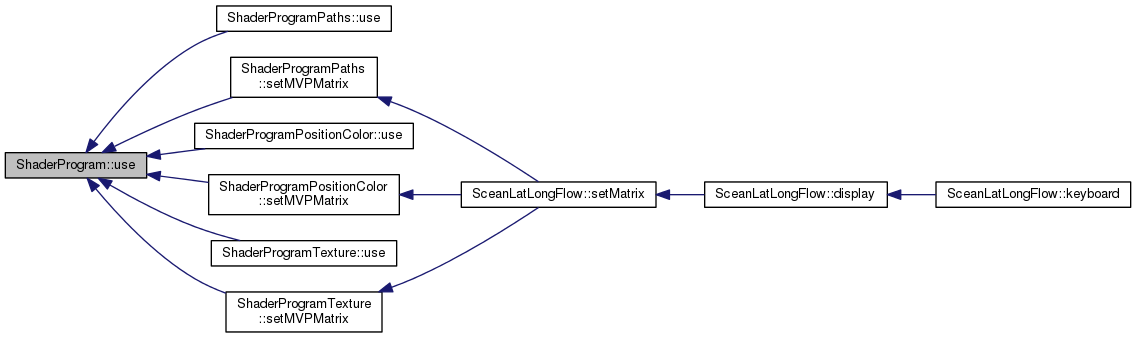 ShaderProgramPaths::use
ShaderProgramPaths
::setMVPMatrix
ShaderProgramPositionColor::use
ShaderProgram::use
ShaderProgramPositionColor
::setMVPMatrix
SceanLatLongFlow::setMatrix
SceanLatLongFlow::display
SceanLatLongFlow::keyboard
ShaderProgramTexture::use
ShaderProgramTexture
::setMVPMatrix